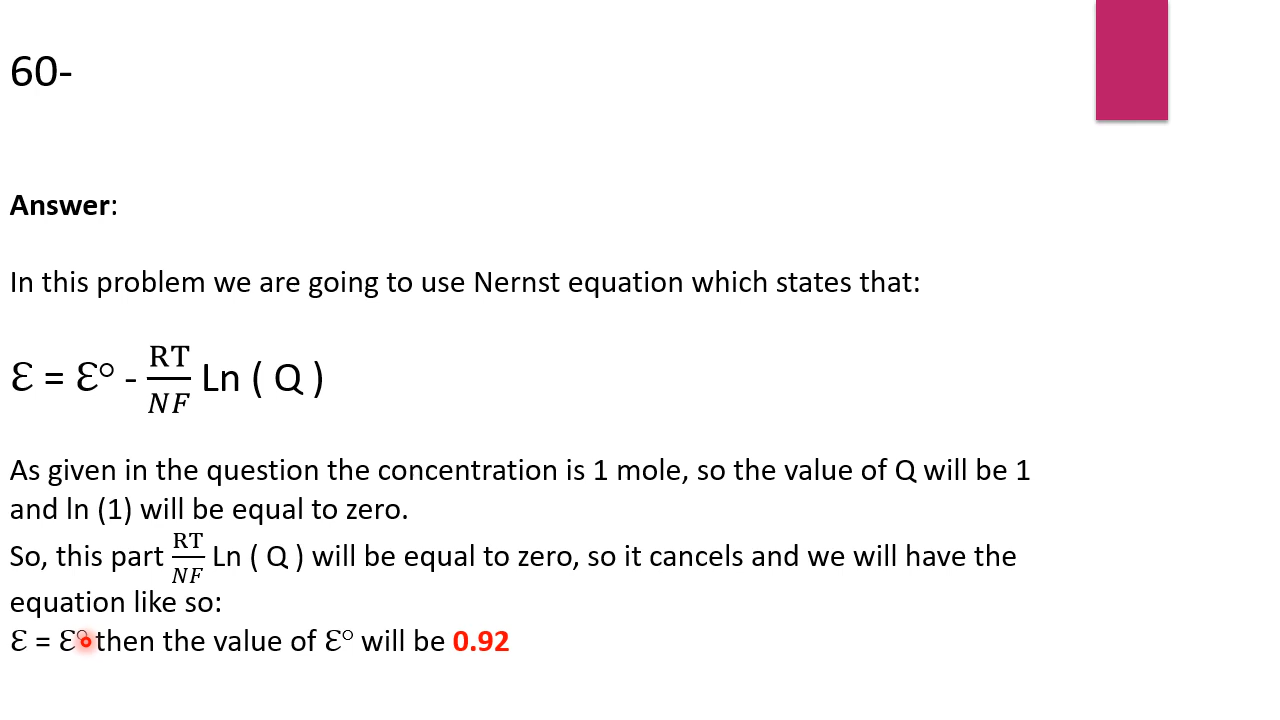 60-
Answer:
In this problem we are going to use Nernst equation which states that:
Ɛ = Ɛ° - RT/NF Ln ( Q )
As given in the question the concentration is 1 mole, so the value of Q will be 1
and ln (1) will be equal to zero.
So, this part RT/NF Ln ( Q ) will be equal to zero, so it cancels and we will have the
equation like so:
Ɛ = Ɛ° then the value of Ɛ° will be 0.92